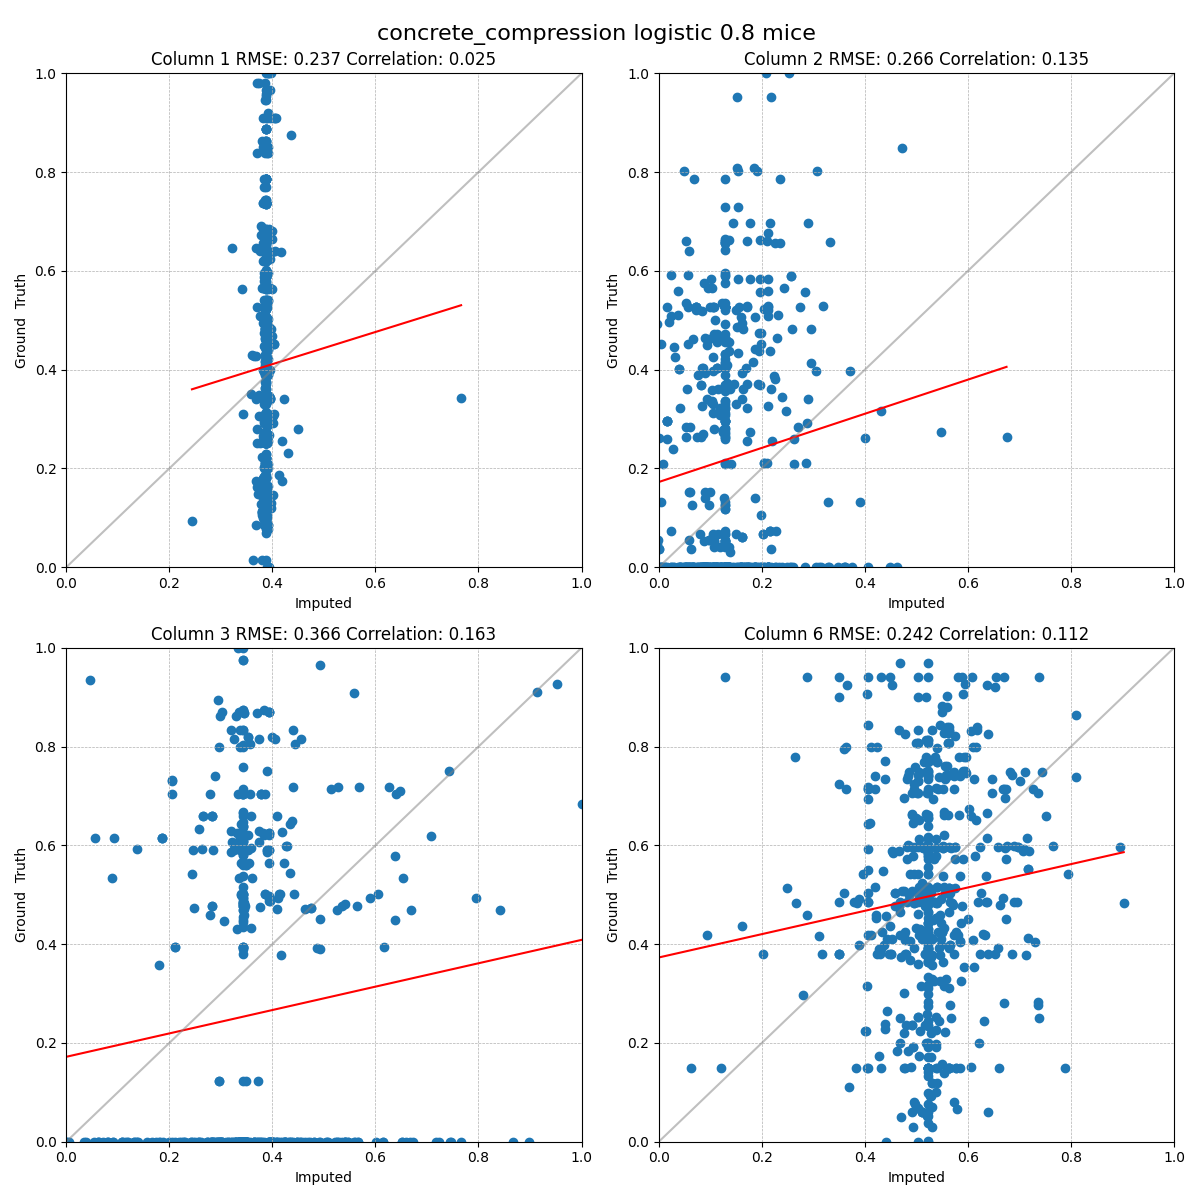 concrete_compression logistic 0.8 mice
Column 1 RMSE: 0.237 Correlation: 0.025
1.0
0.8
0.6
0.4
0.2
0.0
Ground Truth
0.0 0.2 0.4 0.6 0.8 1.0
Imputed
Column 2 RMSE: 0.266 Correlation: 0.135
1.0
0.8
0.6
0.4
0.2
0.0
Ground Truth
0.0 0.2 0.4 0.6 0.8 1.0
Imputed
Column 3 RMSE: 0.366 Correlation: 0.163
1.0
0.8
0.6
0.4
0.2
0.0
Ground Truth
0.0 0.2 0.4 0.6 0.8 1.0
Imputed
Column 6 RMSE: 0.242 Correlation: 0.112
1.0
0.8
0.6
0.4
0.2
0.0
Ground Truth
0.0 0.2 0.4 0.6 0.8 1.0
Imputed